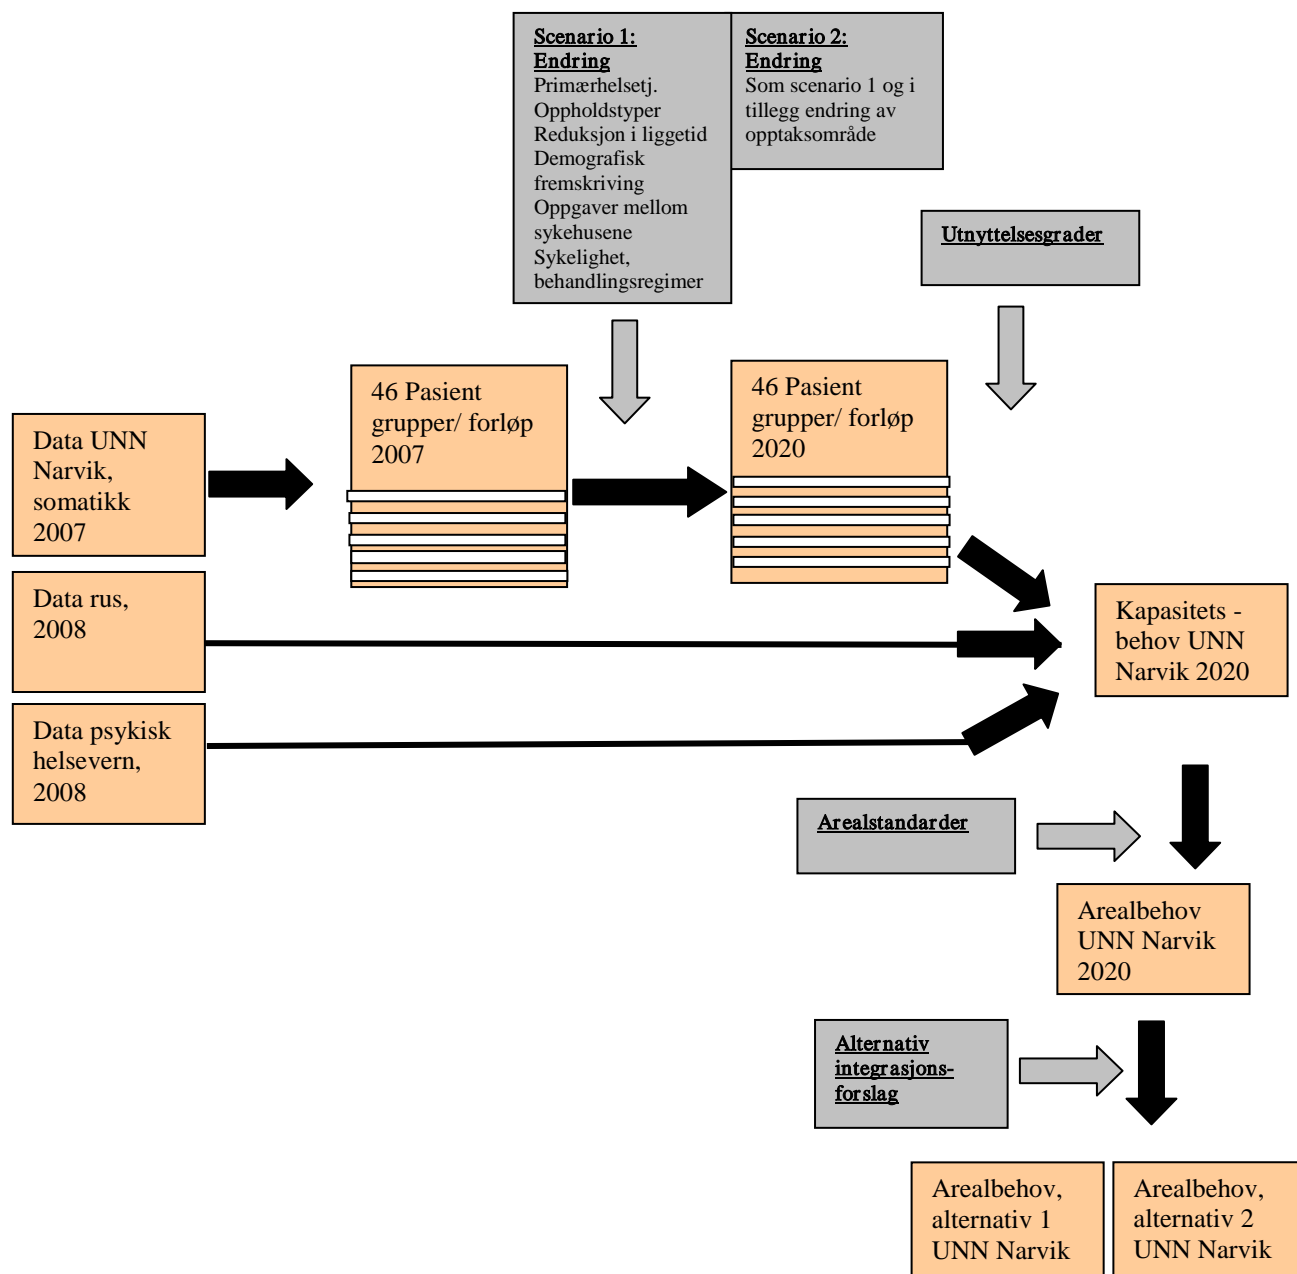 Scenario 1:
Endring
Primærhelsetj.
Oppholdstyper
Reduksjon i liggetid
Demografisk
fremskriving
Oppgaver mellom
sykehusene
Sykelighet,
behandlingsregimer
Scenario 2:
Endring
Som scenario 1 og i
tillegg endring av
opptaksområde
Utnyttelsesgrader
46 Pasient
grupper/ forløp
2007
46 Pasient
grupper/ forløp
2020
Data UNN
Narvik,
somatikk
2007
Data rus,
2008
Data psykisk
helsevern,
2008
Kapasitets -
behov UNN
Narvik 2020
Arealstandarder
Arealbehov
UNN Narvik
2020
Alternativ
integrasjons-
forslag
Arealbehov,
alternativ 1
UNN Narvik
Arealbehov,
alternativ 2
UNN Narvik